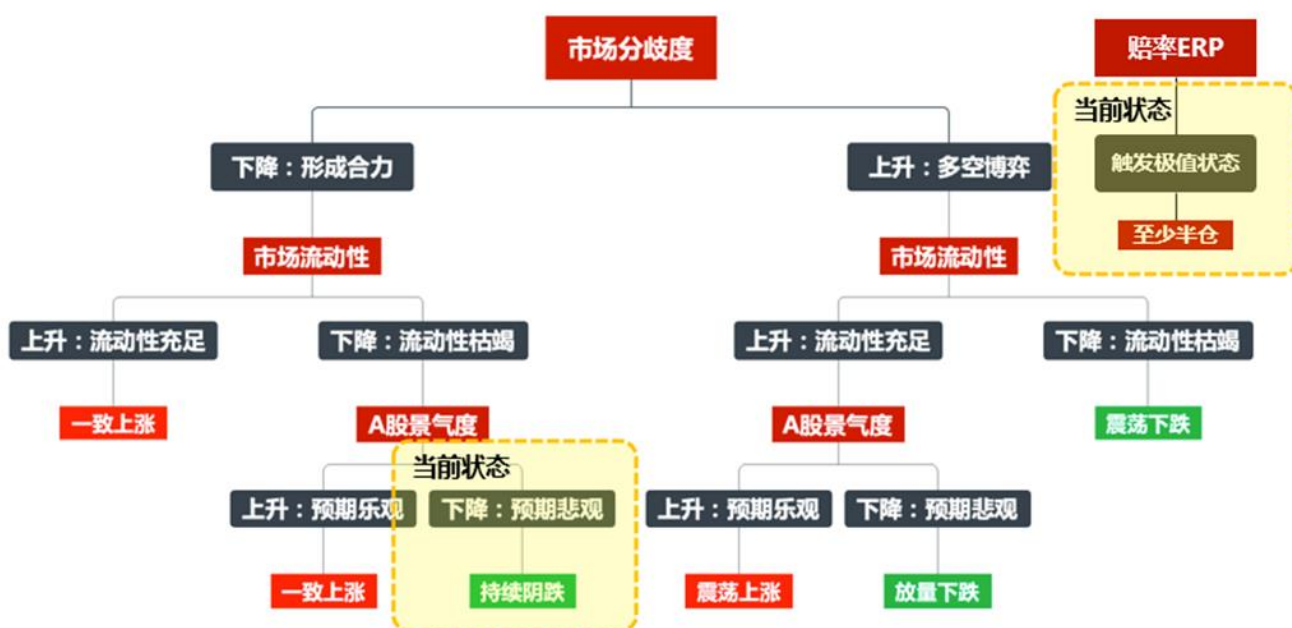 市场分歧度
赔率ERP
当前状态
下降：形成合力
上升：多空博弈
触发极值状态
至少半仓
市场流动性
市场流动性
上升：流动性充足
下降：流动性枯竭
上升：流动性充足
下降：流动性枯竭
一致上涨
A股景气度
A股景气度
震荡下跌
当前状态
上升：预期乐观
下降：预期悲观
上升：预期乐观
下降：预期悲观
一致上涨
持续阴跌
震荡上涨
放量下跌